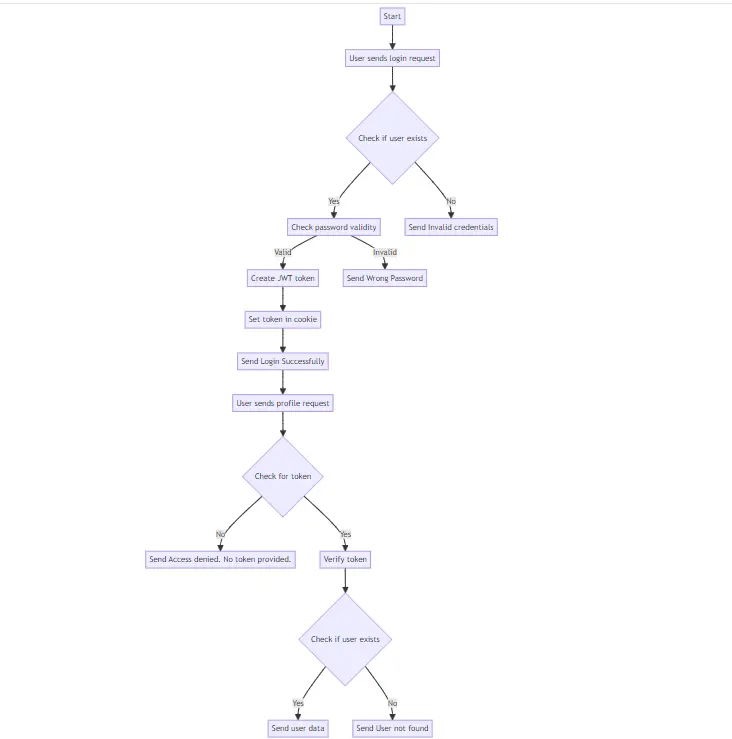 Start
User sends login request
Check if user exists
Yes
No
Check password validity
Send Invalid credentials
Valid
Invalid
Create JWT token
Send Wrong Password
Set token in cookie
Send Login Successfully
User sends profile request
Check for token
No
Yes
Send Access denied. No token provided.
Verify token
Check if user exists
Yes
No
Send user data
Send User not found